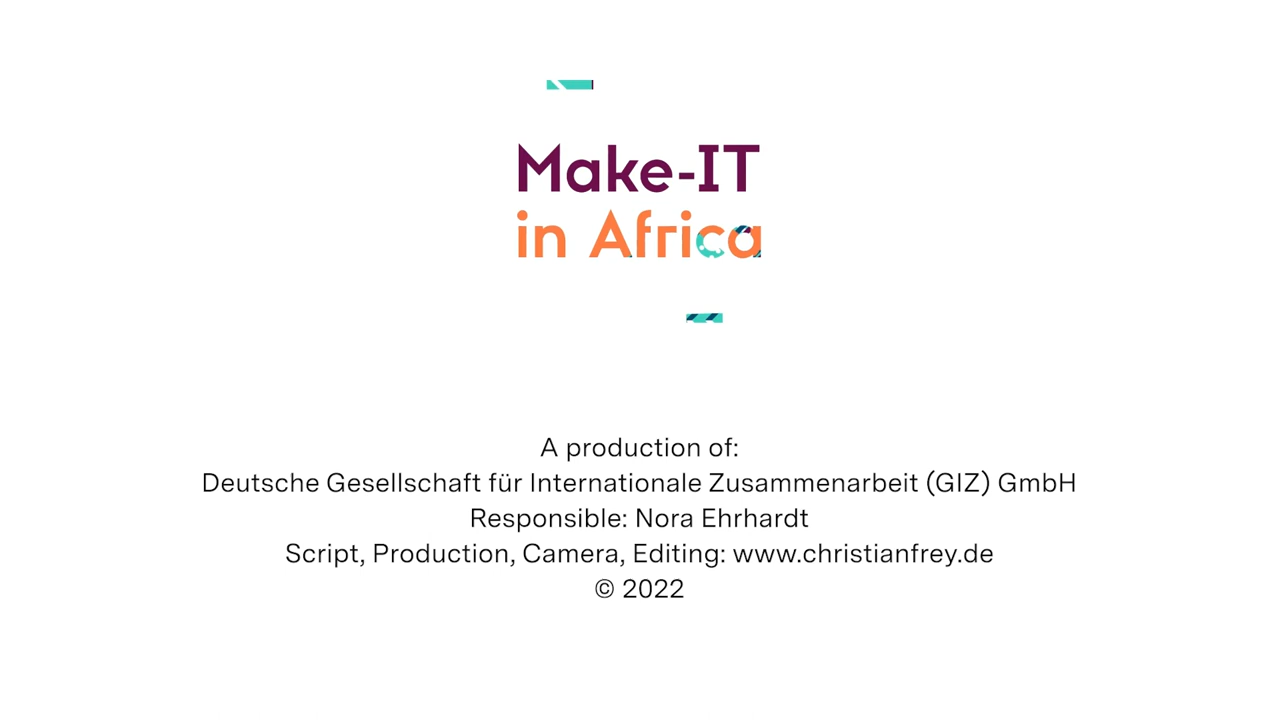 Make-IT
in Africa
A production of:
Deutsche Gesellschaft für Internationale Zusammenarbeit (GIZ) GmbH
Responsible: Nora Ehrhardt
Script, Production, Camera, Editing: www.christianfrey.de
© 2022